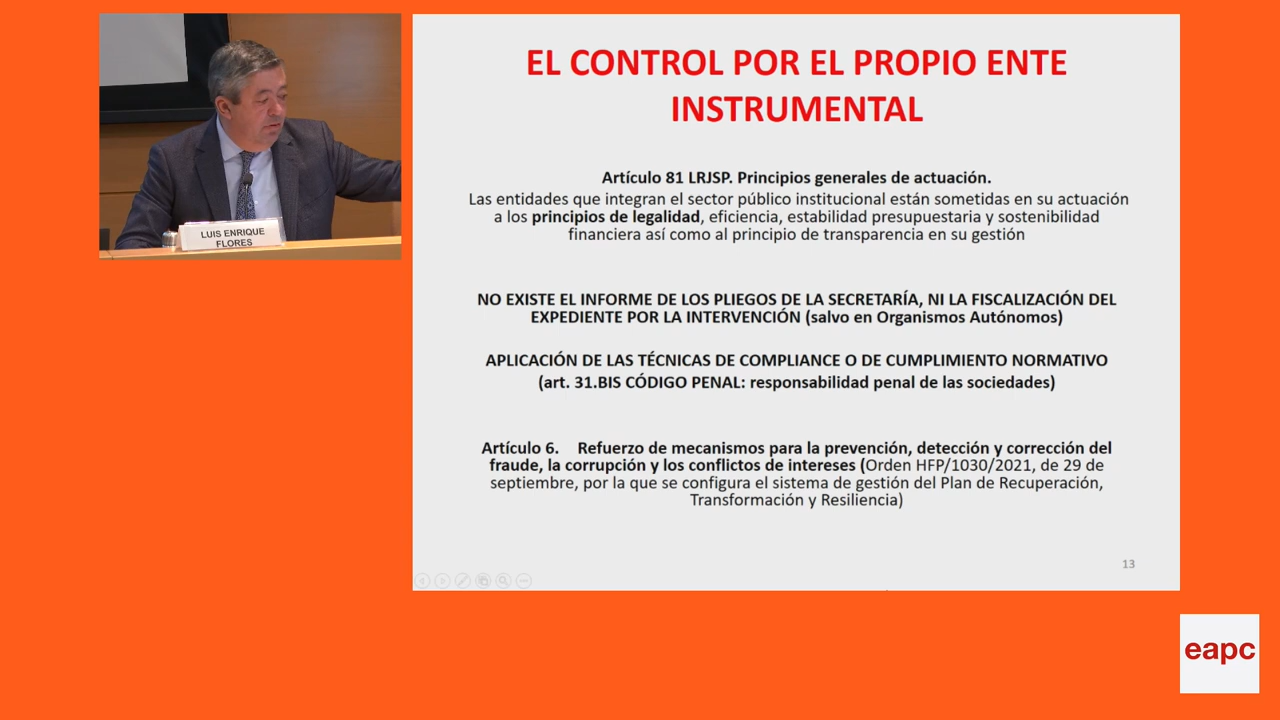 LUIS ENRIQUE
FLORES
EL CONTROL POR EL PROPIO ENTE
INSTRUMENTAL
Artículo 81 LRJSP. Principios generales de actuación.
Las entidades que integran el sector público institucional están sometidas en su actuación
a los principios de legalidad, eficiencia, estabilidad presupuestaria y sostenibilidad
financiera así como al principio de transparencia en su gestión
NO EXISTE EL INFORME DE LOS PLIEGOS DE LA SECRETARÍA, NI LA FISCALIZACIÓN DEL
EXPEDIENTE POR LA INTERVENCIÓN (salvo en Organismos Autónomos)
APLICACIÓN DE LAS TÉCNICAS DE COMPLIANCE O DE CUMPLIMIENTO NORMATIVO
(art. 31.BIS CÓDIGO PENAL: responsabilidad penal de las sociedades)
Artículo 6. Refuerzo de mecanismos para la prevención, detección y corrección del
fraude, la corrupción y los conflictos de intereses (Orden HFP/1030/2021, de 29 de
septiembre, por la que se configura el sistema de gestión del Plan de Recuperación,
Transformación y Resiliencia)
13
eapc